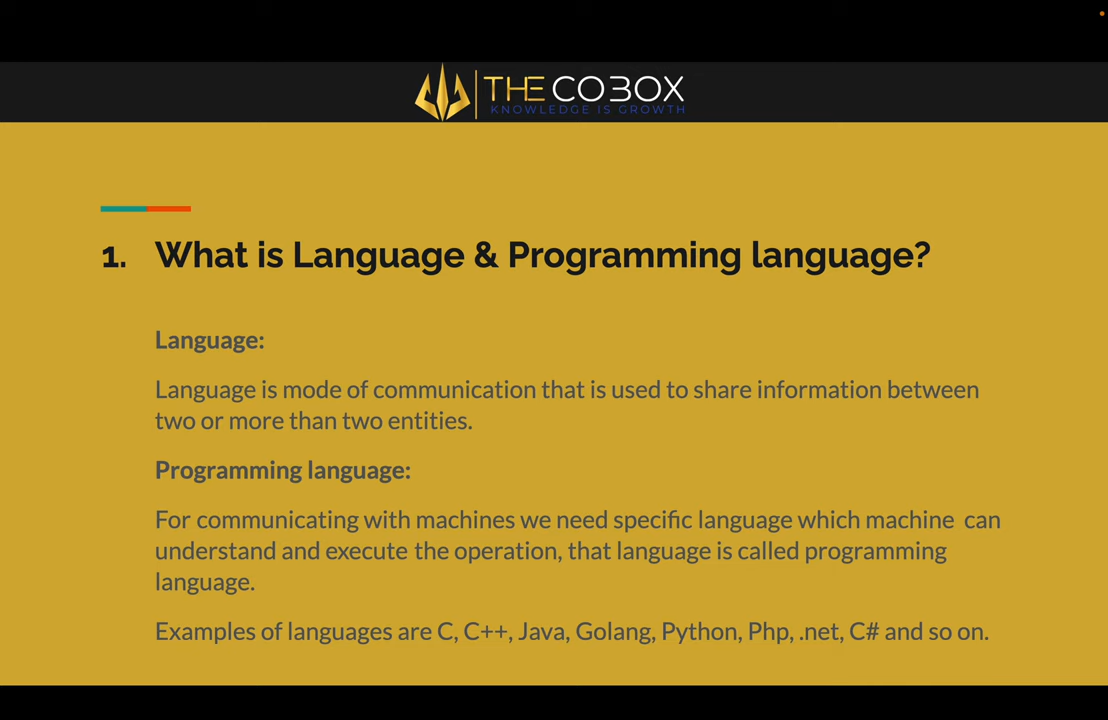 THE COBOX
KNOWLEDGE IS GROWTH
1. What is Language & Programming language?
Language:
Language is mode of communication that is used to share information between
two or more than two entities.
Programming language:
For communicating with machines we need specific language which machine can
understand and execute the operation, that language is called programming
language.
Examples of languages are C, C++, Java, Golang, Python, Php, .net, C# and so on.